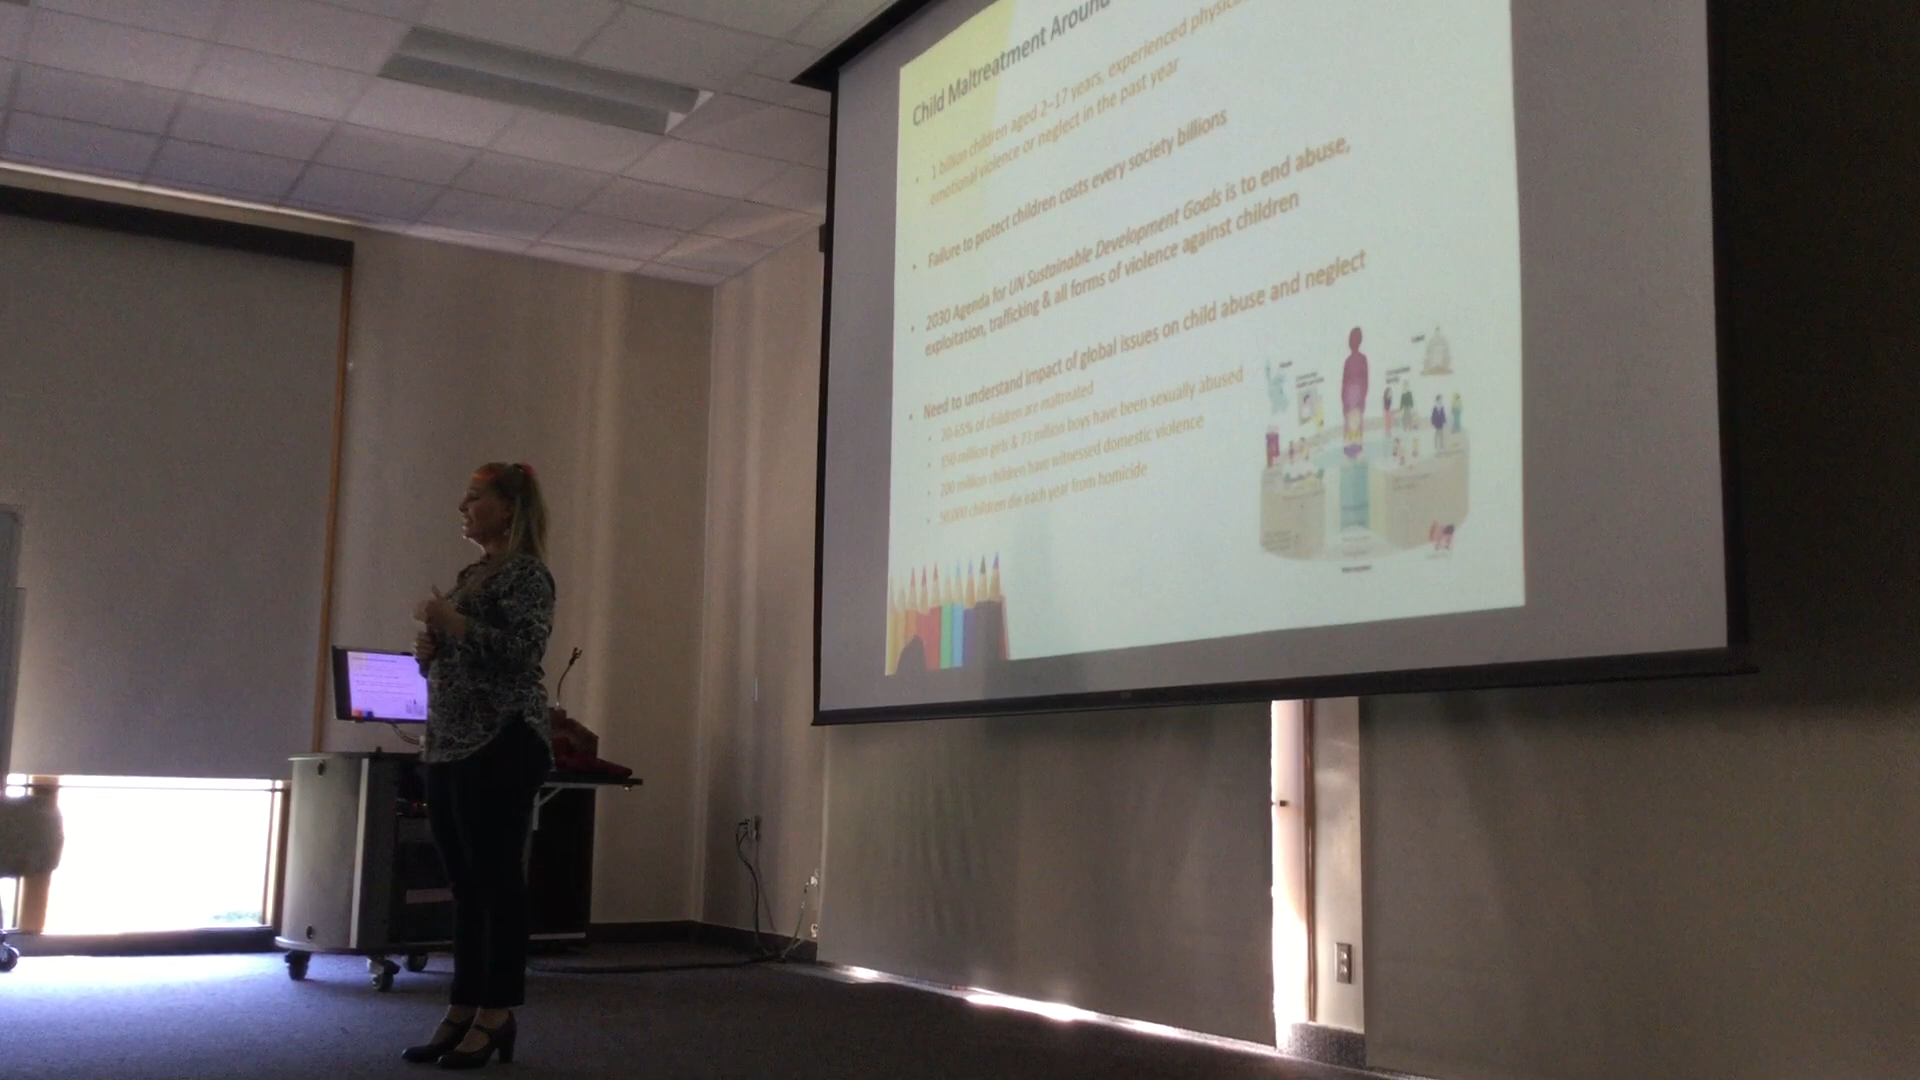 Child Maltreatment Around
1 billion children aged 2–17 years, experienced physical
emotional violence or neglect in the past year
Failure to protect children costs every society billions
2030 Agenda for UN Sustainable Development Goals is to end abuse,
exploitation, trafficking & all forms of violence against children
Need to understand impact of global issues on child abuse and neglect
20-65% of children are maltreated
150 million girls & 73 million boys have been sexually abused
200 million children have witnessed domestic violence
50,000 children die each year from homicide